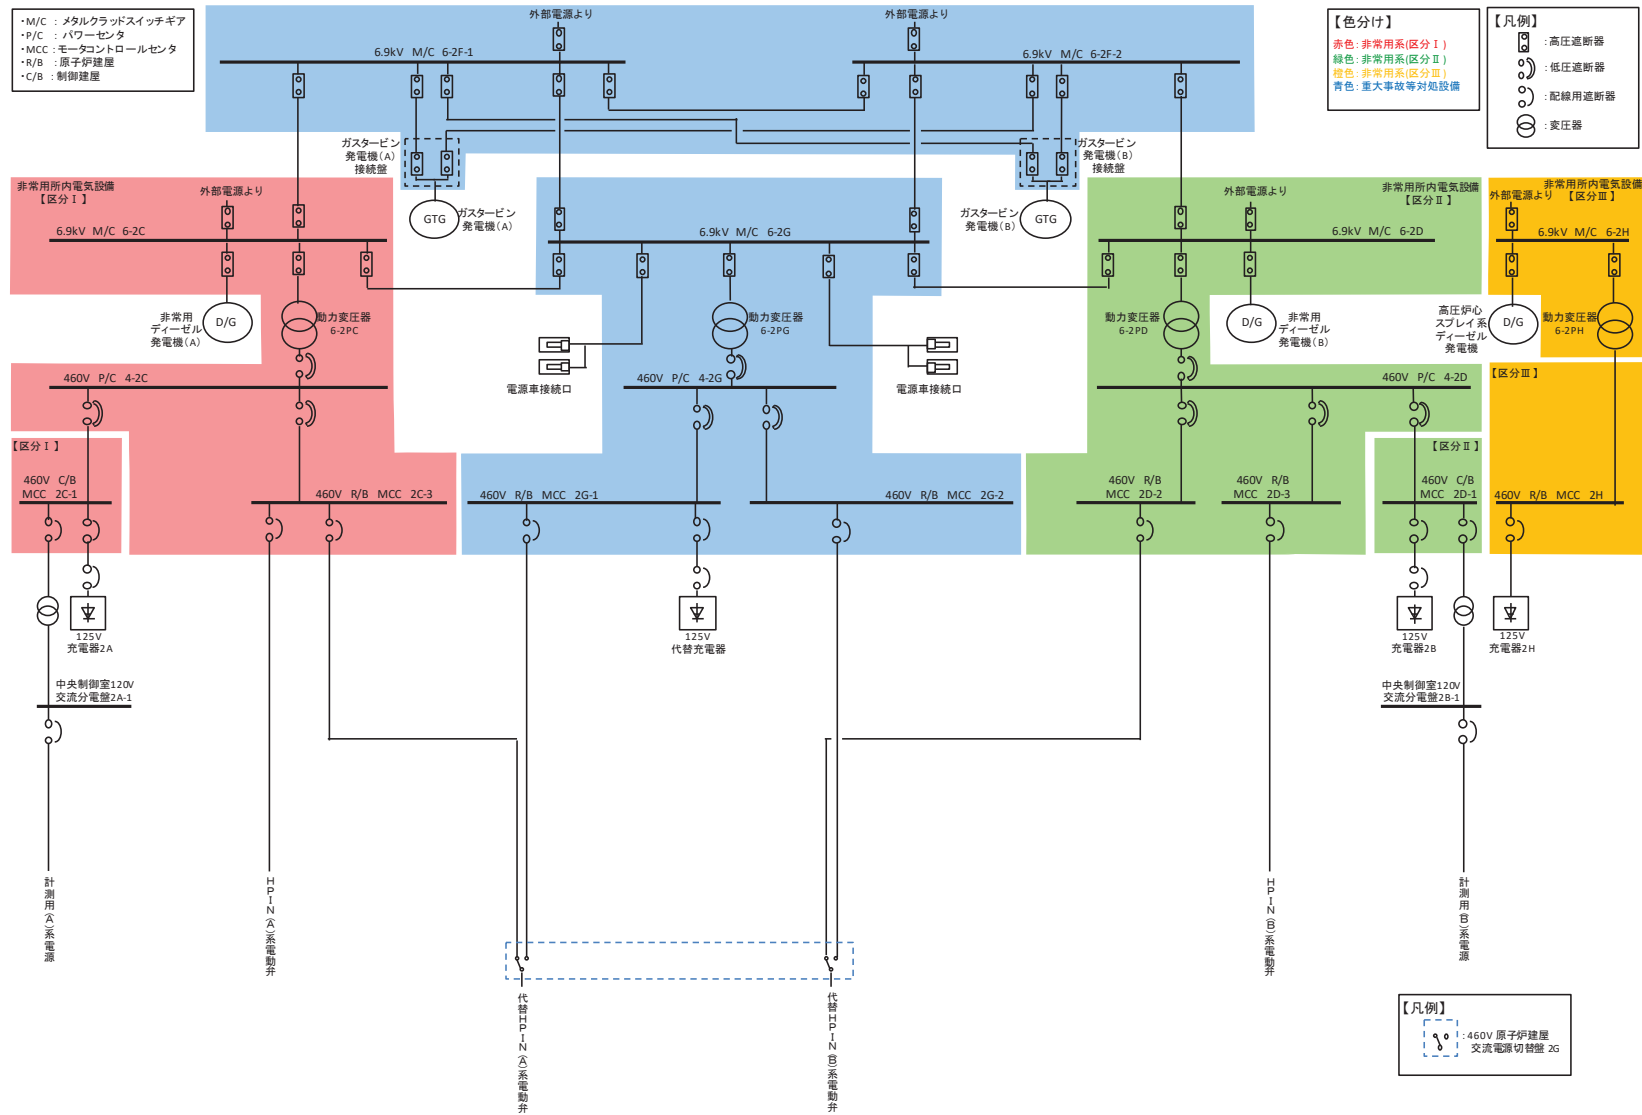 ・M/C : メタルクラッドスイッチギア
・P/C : パワーセンタ
・MCC : モータコントロールセンタ
・R/B : 原子炉建屋
・C/B : 制御建屋
外部電源より
外部電源より
6.9kV M/C 6-2F-1
6.9kV M/C 6-2F-2
【色分け】
赤色 : 非常用系(区分Ⅰ)
緑色 : 非常用系(区分Ⅱ)
橙色 : 非常用系(区分Ⅲ)
青色 : 重大事故等対処設備
【凡例】
: 高圧遮断器
: 低圧遮断器
: 配線用遮断器
: 変圧器
ガスタービン
発電機(A)
接続盤
ガスタービン
発電機(B)
接続盤
GTG
ガスタービン
発電機(A)
ガスタービン
発電機(B)
GTG
非常用所内電気設備
【区分Ⅰ】
外部電源より
6.9kV M/C 6-2C
6.9kV M/C 6-2G
外部電源より
非常用所内電気設備
【区分Ⅱ】
6.9kV M/C 6-2D
非常用所内電気設備
【区分Ⅲ】
外部電源より
6.9kV M/C 6-2H
非常用
ディーゼル
発電機(A)
D/G
動力変圧器
6-2PC
動力変圧器
6-2PG
動力変圧器
6-2PD
D/G
非常用
ディーゼル
発電機(B)
高圧炉心
スプレイ系
ディーゼル
発電機
D/G
動力変圧器
6-2PH
電源車接続口
電源車接続口
460V P/C 4-2C
460V P/C 4-2G
460V P/C 4-2D
【区分Ⅲ】
【区分Ⅰ】
【区分Ⅱ】
460V C/B
MCC 2C-1
460V R/B MCC 2C-3
460V R/B MCC 2G-1
460V R/B MCC 2G-2
460V R/B
MCC 2D-2
460V R/B
MCC 2D-3
460V C/B
MCC 2D-1
460V R/B MCC 2H
125V
充電器2A
125V
代替充電器
125V
充電器2B
125V
充電器2H
中央制御室120V
交流分電盤2A-1
中央制御室120V
交流分電盤2B-1
計測用(A)系電源
HPIN(A)系電動弁
代替HPIN(A)系電動弁
代替HPIN(B)系電動弁
HPIN(B)系電動弁
計測用(B)系電源
【凡例】
: 460V 原子炉建屋
交流電源切替盤 2G